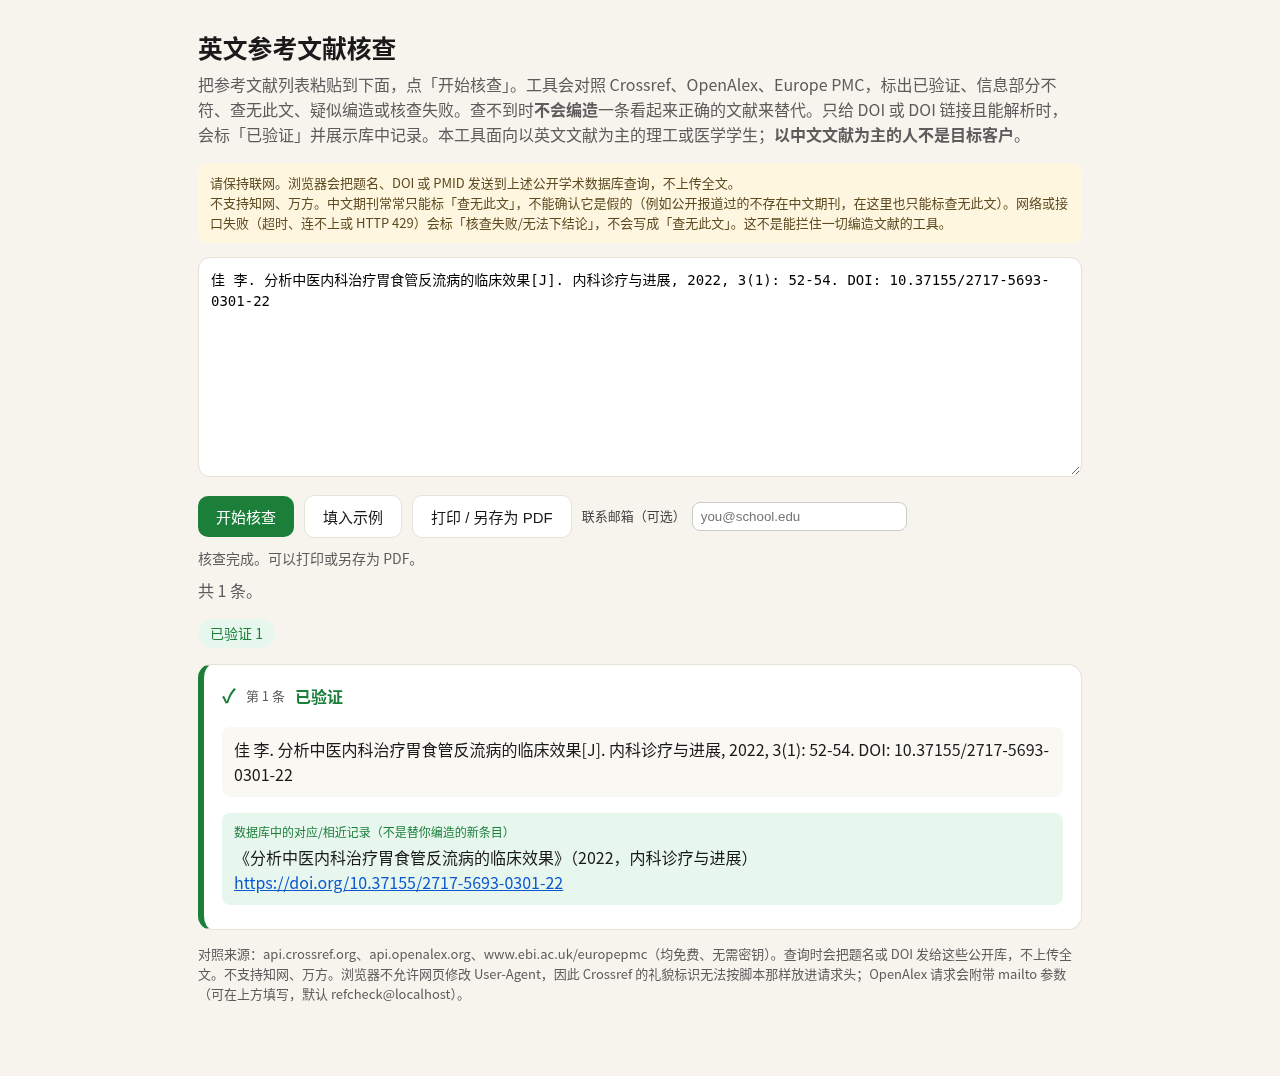 英文参考文献核查
把参考文献列表粘贴到下面，点「开始核查」。工具会对照 Crossref、OpenAlex、Europe PMC，标出已验证、信息部分不
符、查无此文、疑似编造或核查失败。查不到时不会编造一条看起来正确的文献来替代。只给 DOI 或 DOI 链接且能解析时，
会标「已验证」并展示库中记录。本工具面向以英文文献为主的理工或医学学生；以中文文献为主的人不是目标客户。
请保持联网。浏览器会把题名、DOI 或 PMID 发送到上述公开学术数据库查询，不上传全文。
不支持知网、万方。中文期刊常常只能标「查无此文」，不能确认它是假的（例如公开报道过的不存在中文期刊，在这里也只能标查无此文）。网络或接
口失败（超时、连不上或 HTTP 429）会标「核查失败/无法下结论」，不会写成「查无此文」。这不是能拦住一切编造文献的工具。
佳 李. 分析中医内科治疗胃食管反流病的临床效果[J]. 内科诊疗与进展, 2022, 3(1): 52-54. DOI: 10.37155/2717-5693-
0301-22
开始核查 填入示例 打印 / 另存为 PDF 联系邮箱（可选） you@school.edu
核查完成。可以打印或另存为 PDF。
共 1 条。
已验证 1
✓ 第 1 条 已验证
佳 李. 分析中医内科治疗胃食管反流病的临床效果[J]. 内科诊疗与进展, 2022, 3(1): 52-54. DOI: 10.37155/2717-5693-
0301-22
数据库中的对应/相近记录（不是替你编造的新条目）
《分析中医内科治疗胃食管反流病的临床效果》（2022，内科诊疗与进展）
https://doi.org/10.37155/2717-5693-0301-22
对照来源：api.crossref.org、api.openalex.org、www.ebi.ac.uk/europepmc（均免费、无需密钥）。查询时会把题名或 DOI 发给这些公开库，不上传全
文。不支持知网、万方。浏览器不允许网页修改 User-Agent，因此 Crossref 的礼貌标识无法按脚本那样放进请求头；OpenAlex 请求会附带 mailto 参数
（可在上方填写，默认 refcheck@localhost）。